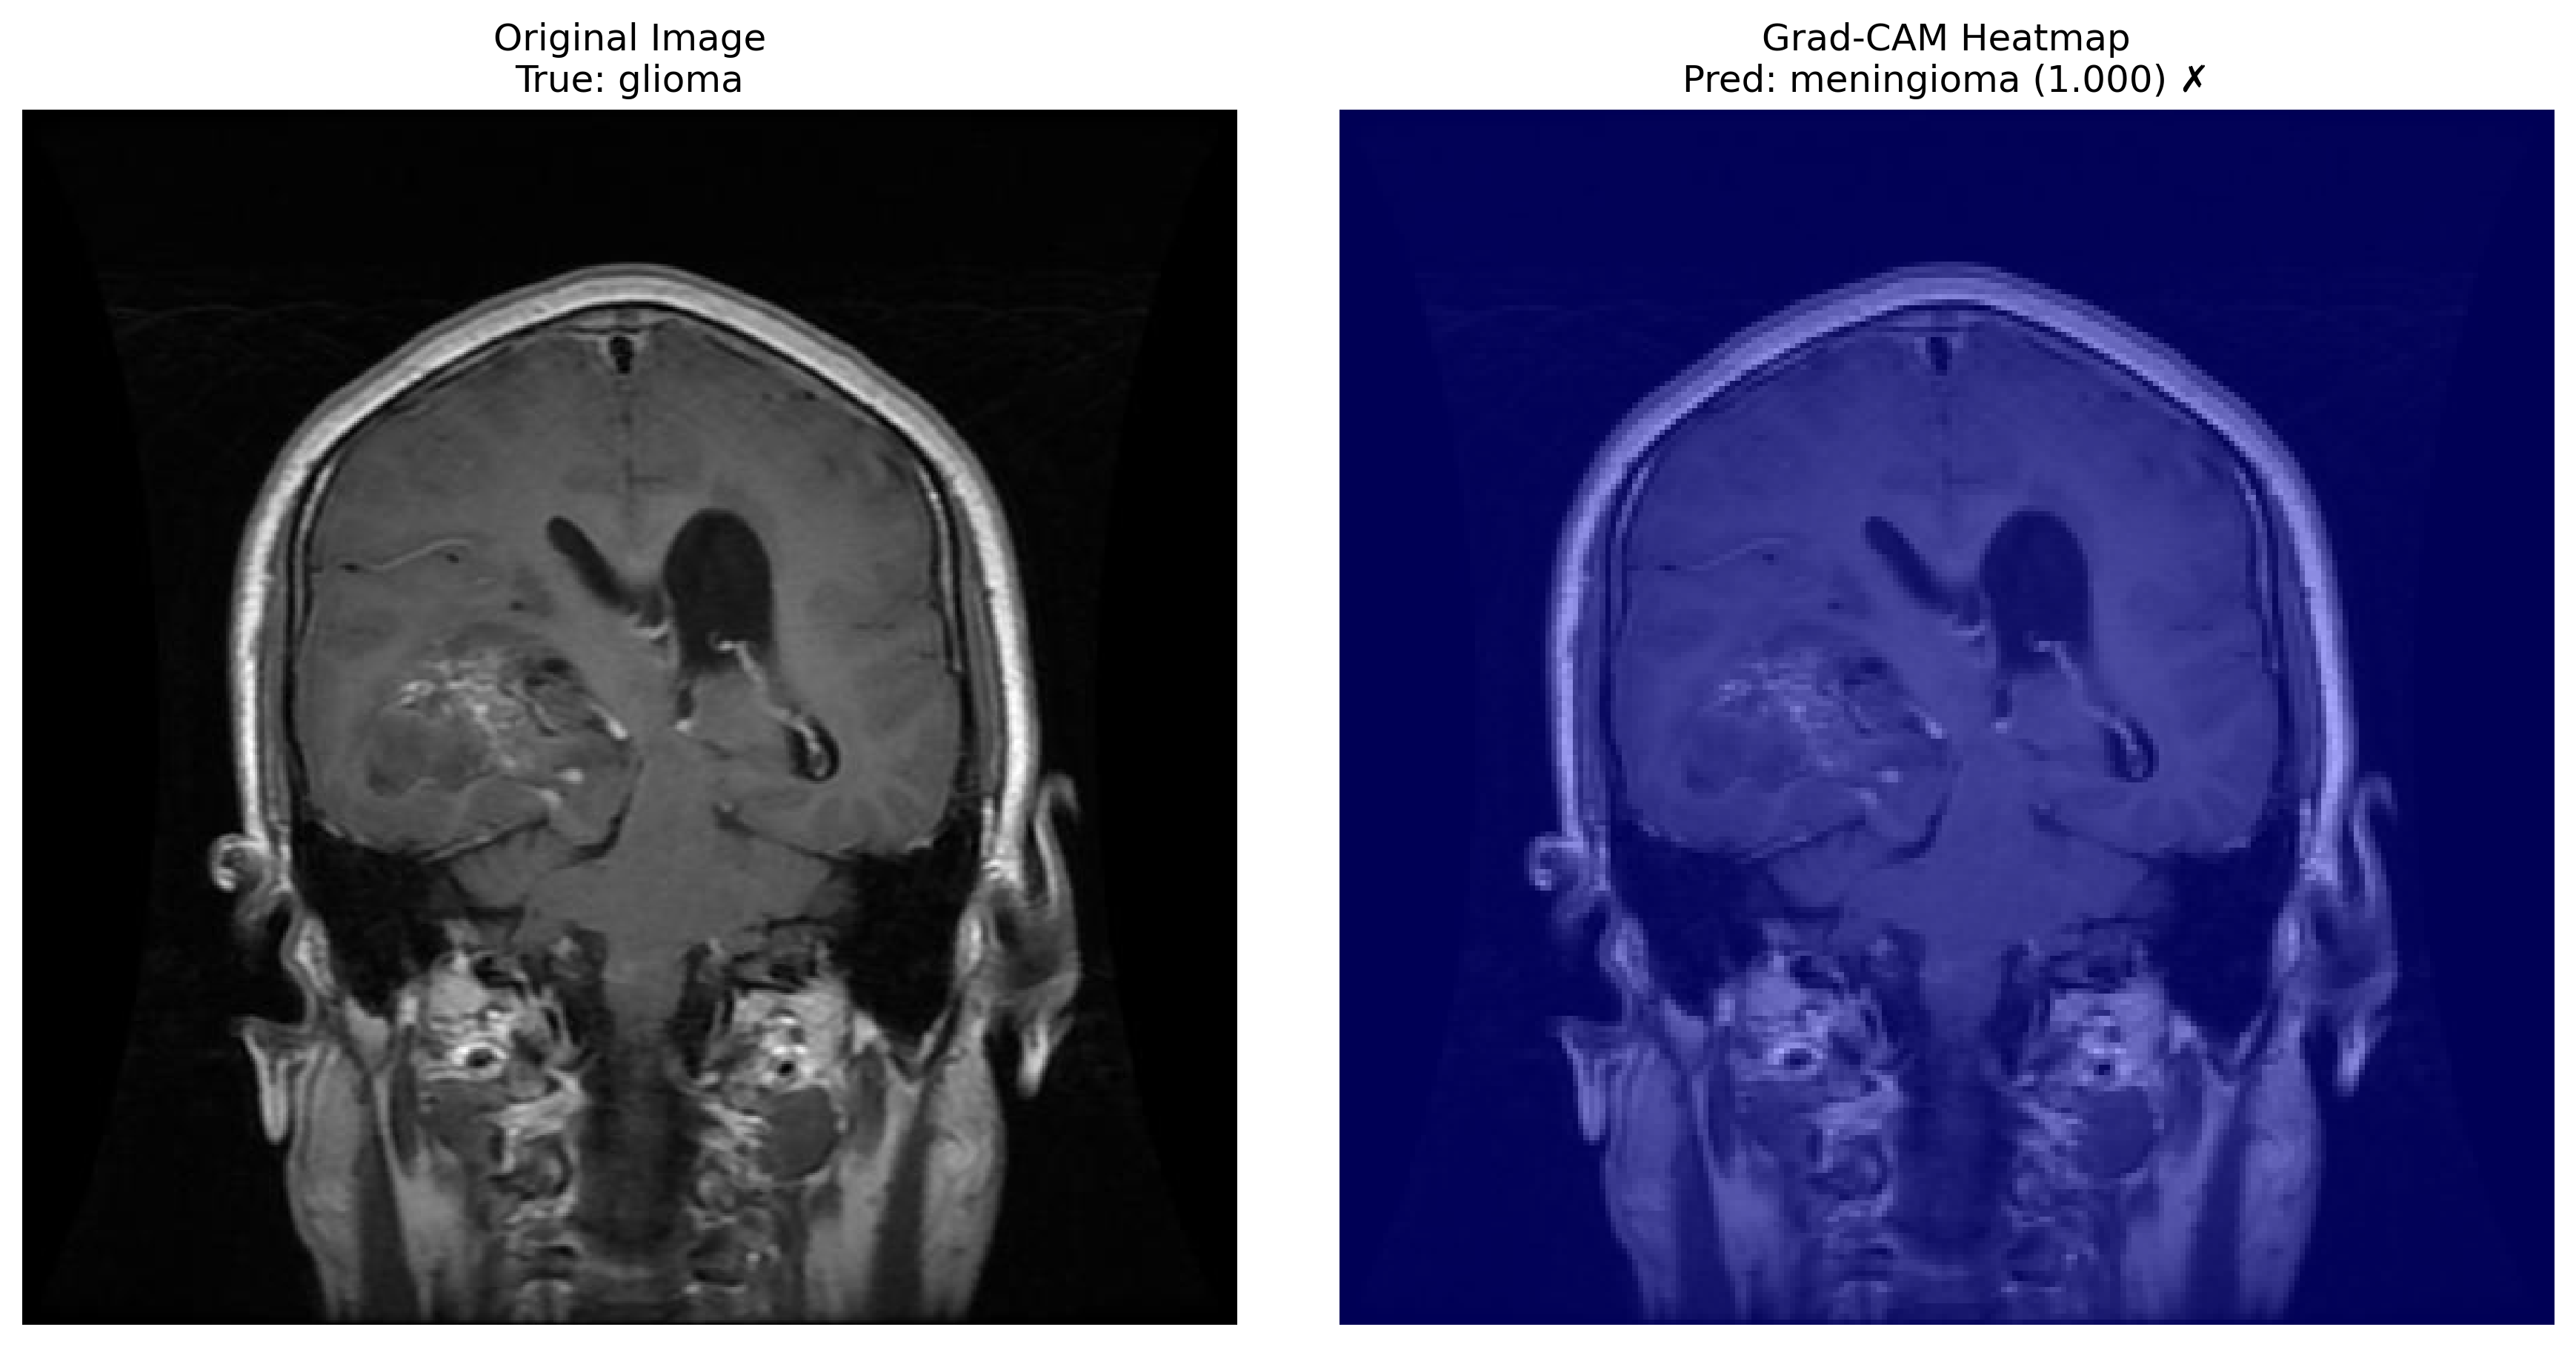 Original Image
True: glioma
Grad-CAM Heatmap
Pred: meningioma (1.000) ✗